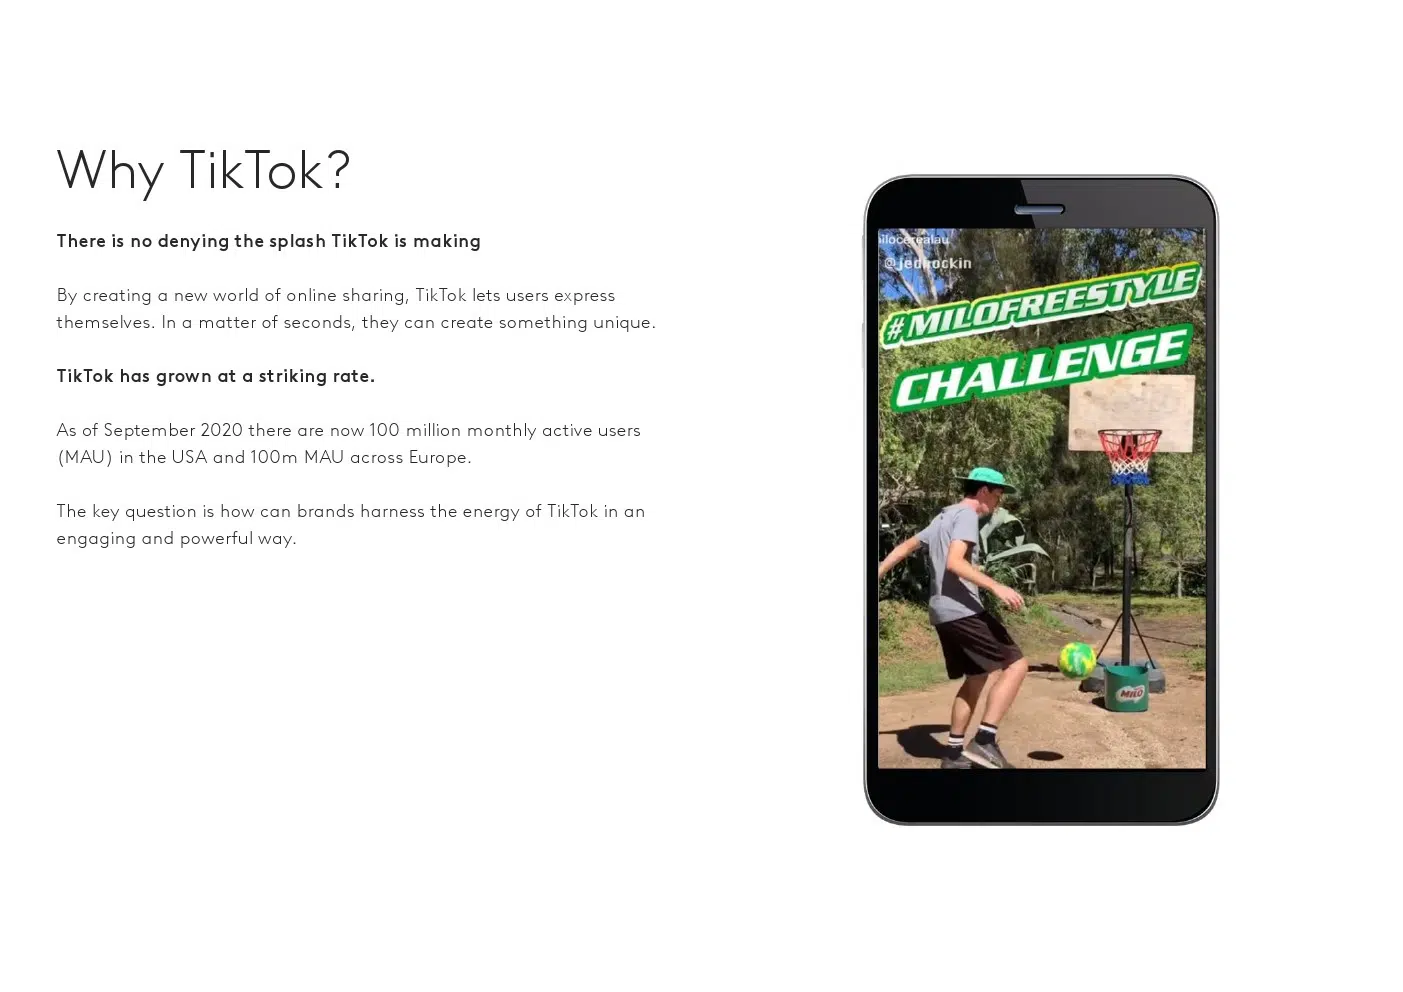 Why TikTok?
There is no denying the splash TikTok is making
By creating a new world of online sharing, TikTok lets users express
themselves. In a matter of seconds, they can create something unique.
TikTok has grown at a striking rate.
As of September 2020 there are now 100 million monthly active users
(MAU) in the USA and 100m MAU across Europe.
The key question is how can brands harness the energy of TikTok in an
engaging and powerful way.
ilocerealau
@jedhockin
#MILOFREESTYLE
CHALLENGE
MILO